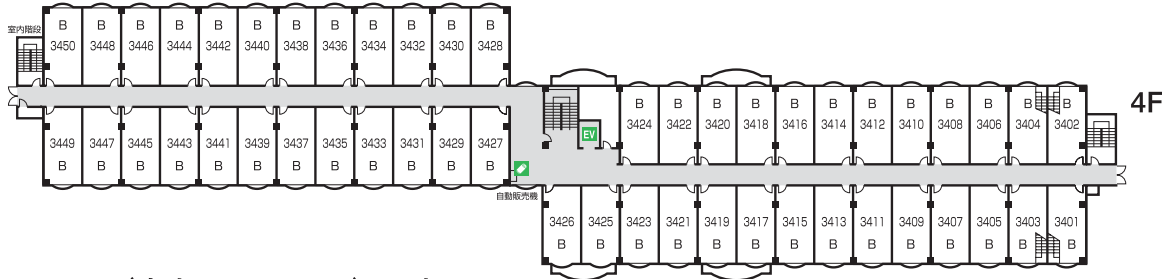 室内階段
B B B B B B B B B B B B
3450 3448 3446 3444 3442 3440 3438 3436 3434 3432 3430 3428
4F
B B B B B B B B B B B B
3424 3422 3420 3418 3416 3414 3412 3410 3408 3406 3404 3402
EV
3449 3447 3445 3443 3441 3439 3437 3435 3433 3431 3429 3427
B B B B B B B B B B B B
自動販売機
3426 3425 3423 3421 3419 3417 3415 3413 3411 3409 3407 3405 3403 3401
B B B B B B B B B B B B B B